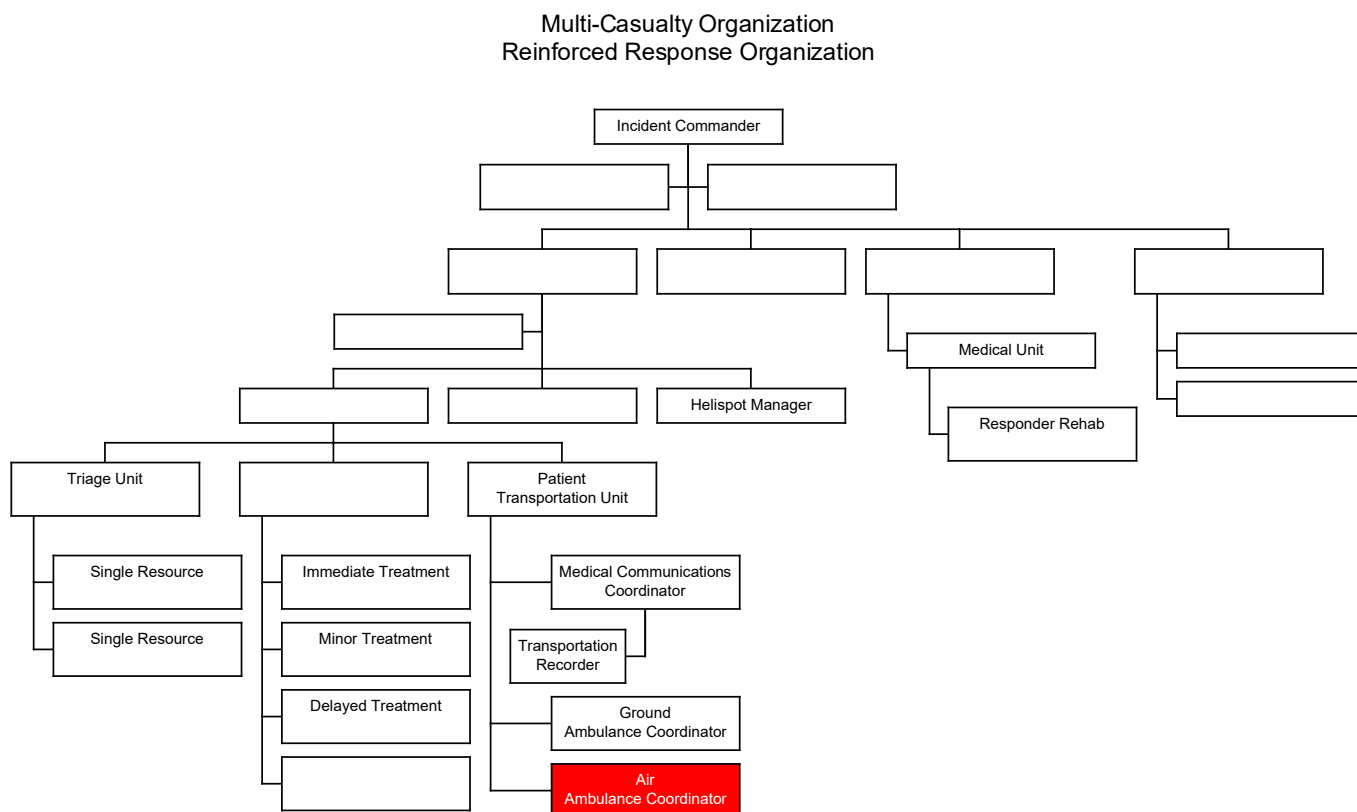 Multi-Casualty Organization
Reinforced Response Organization
Incident Commander
Medical Unit
Helispot Manager
Responder Rehab
Triage Unit
Patient
Transportation Unit
Single Resource
Immediate Treatment
Medical Communications
Coordinator
Single Resource
Minor Treatment
Transportation
Recorder
Delayed Treatment
Ground
Ambulance Coordinator
Air
Ambulance Coordinator